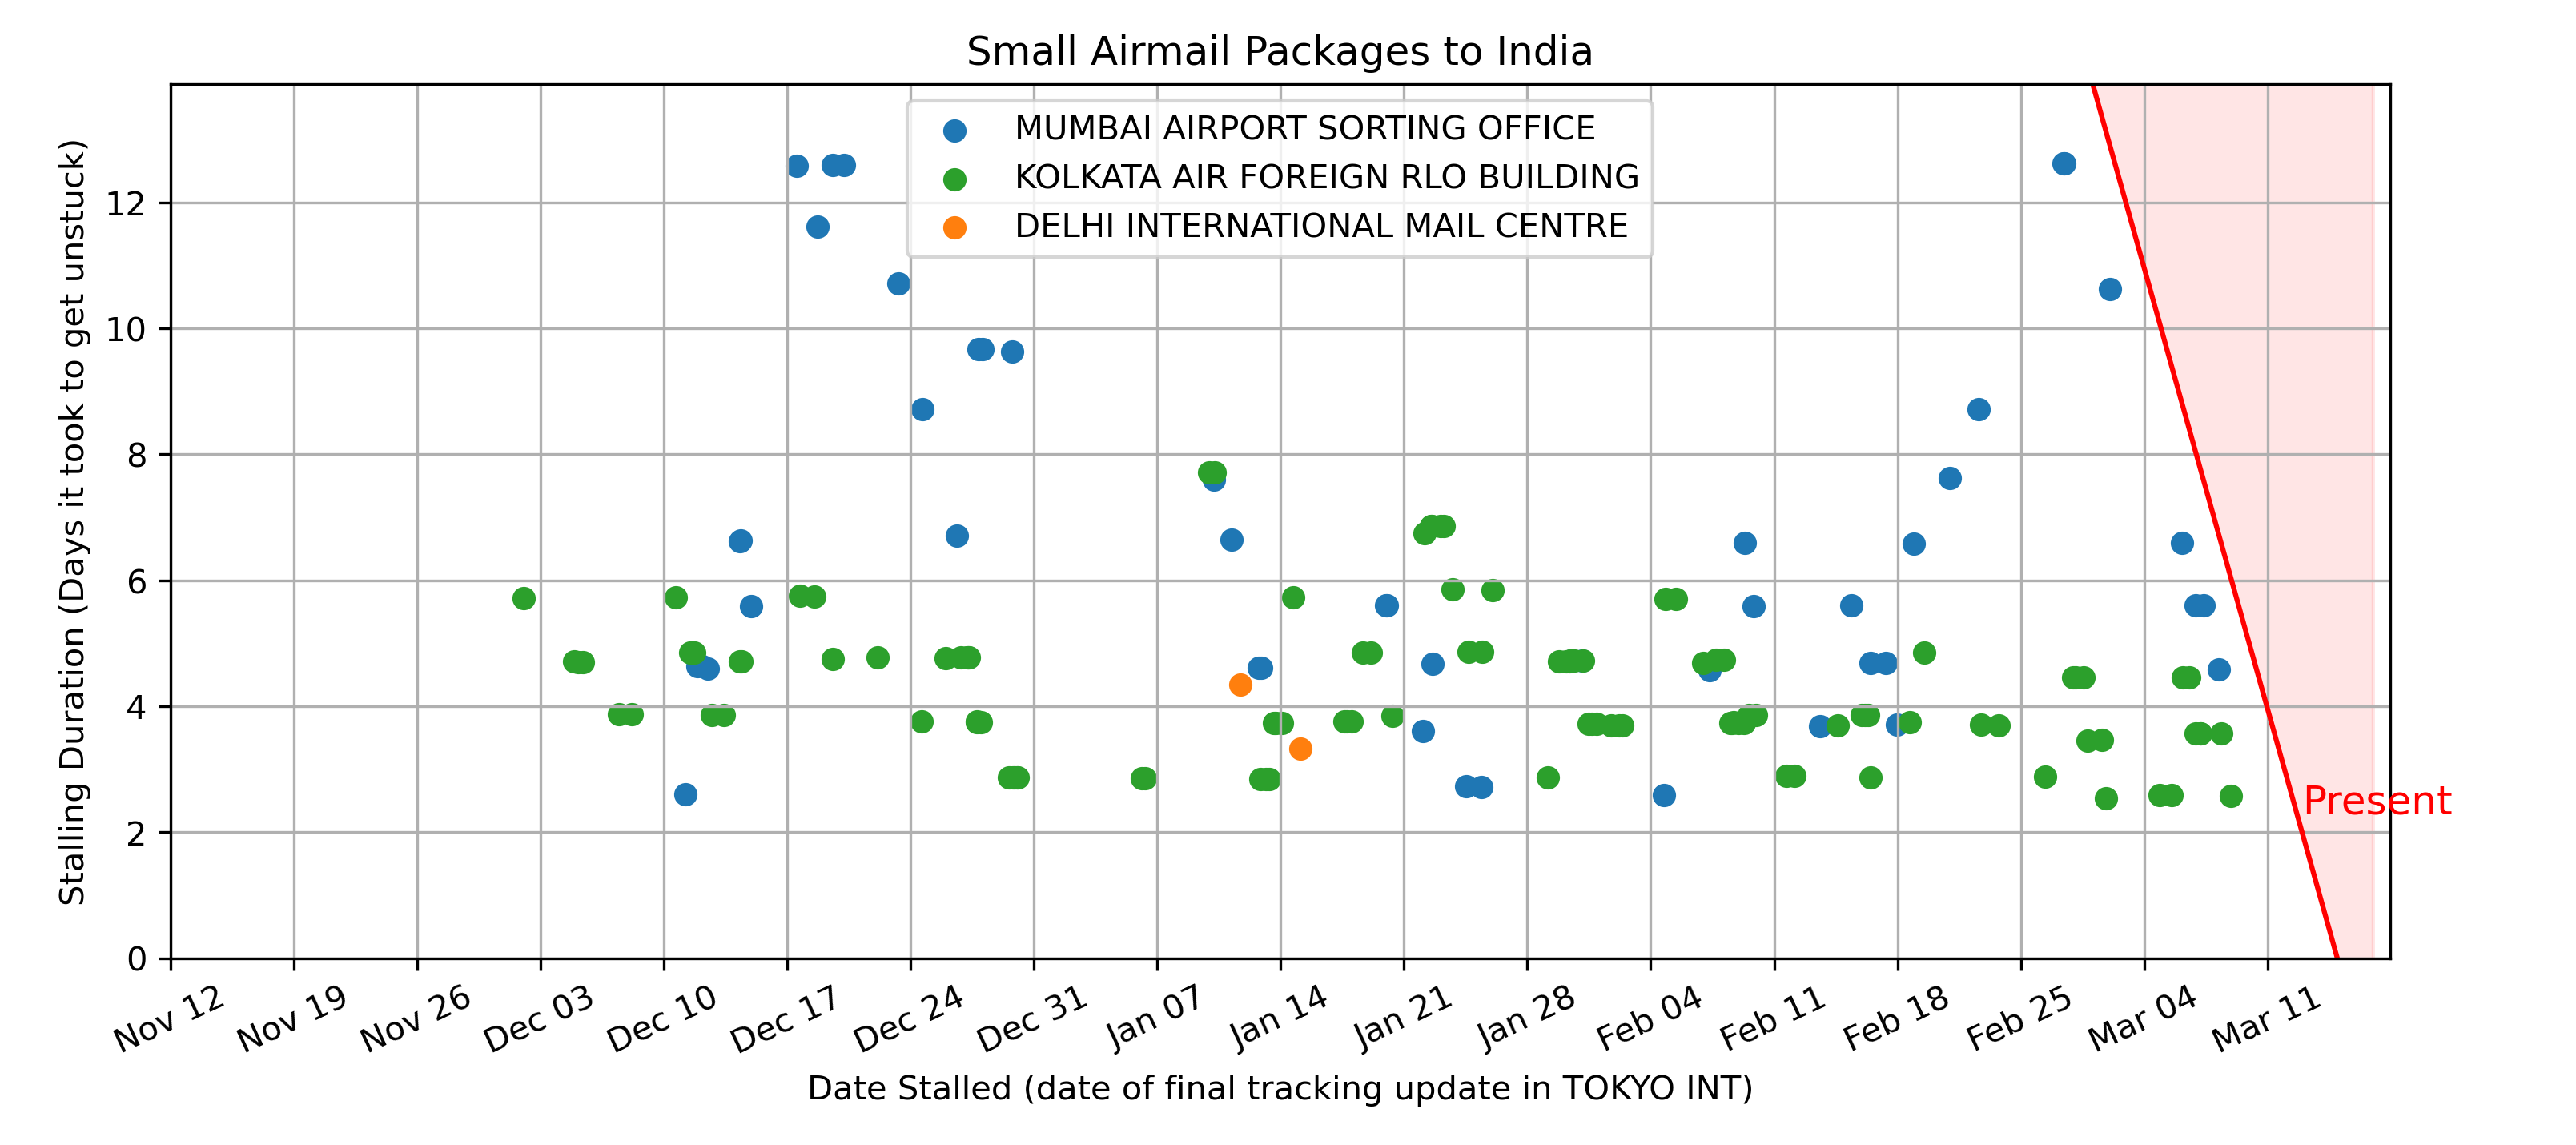 Small Airmail Packages to India
MUMBAI AIRPORT SORTING OFFICE
KOLKATA AIR FOREIGN RLO BUILDING
DELHI INTERNATIONAL MAIL CENTRE
Stalling Duration (Days it took to get unstuck)
12
10
8
6
4
2
0
Present
Nov 12
Nov 19
Nov 26
Dec 03
Dec 10
Dec 17
Dec 24
Dec 31
Jan 07
Jan 14
Jan 21
Jan 28
Feb 04
Feb 11
Feb 18
Feb 25
Mar 04
Mar 11
Date Stalled (date of final tracking update in TOKYO INT)